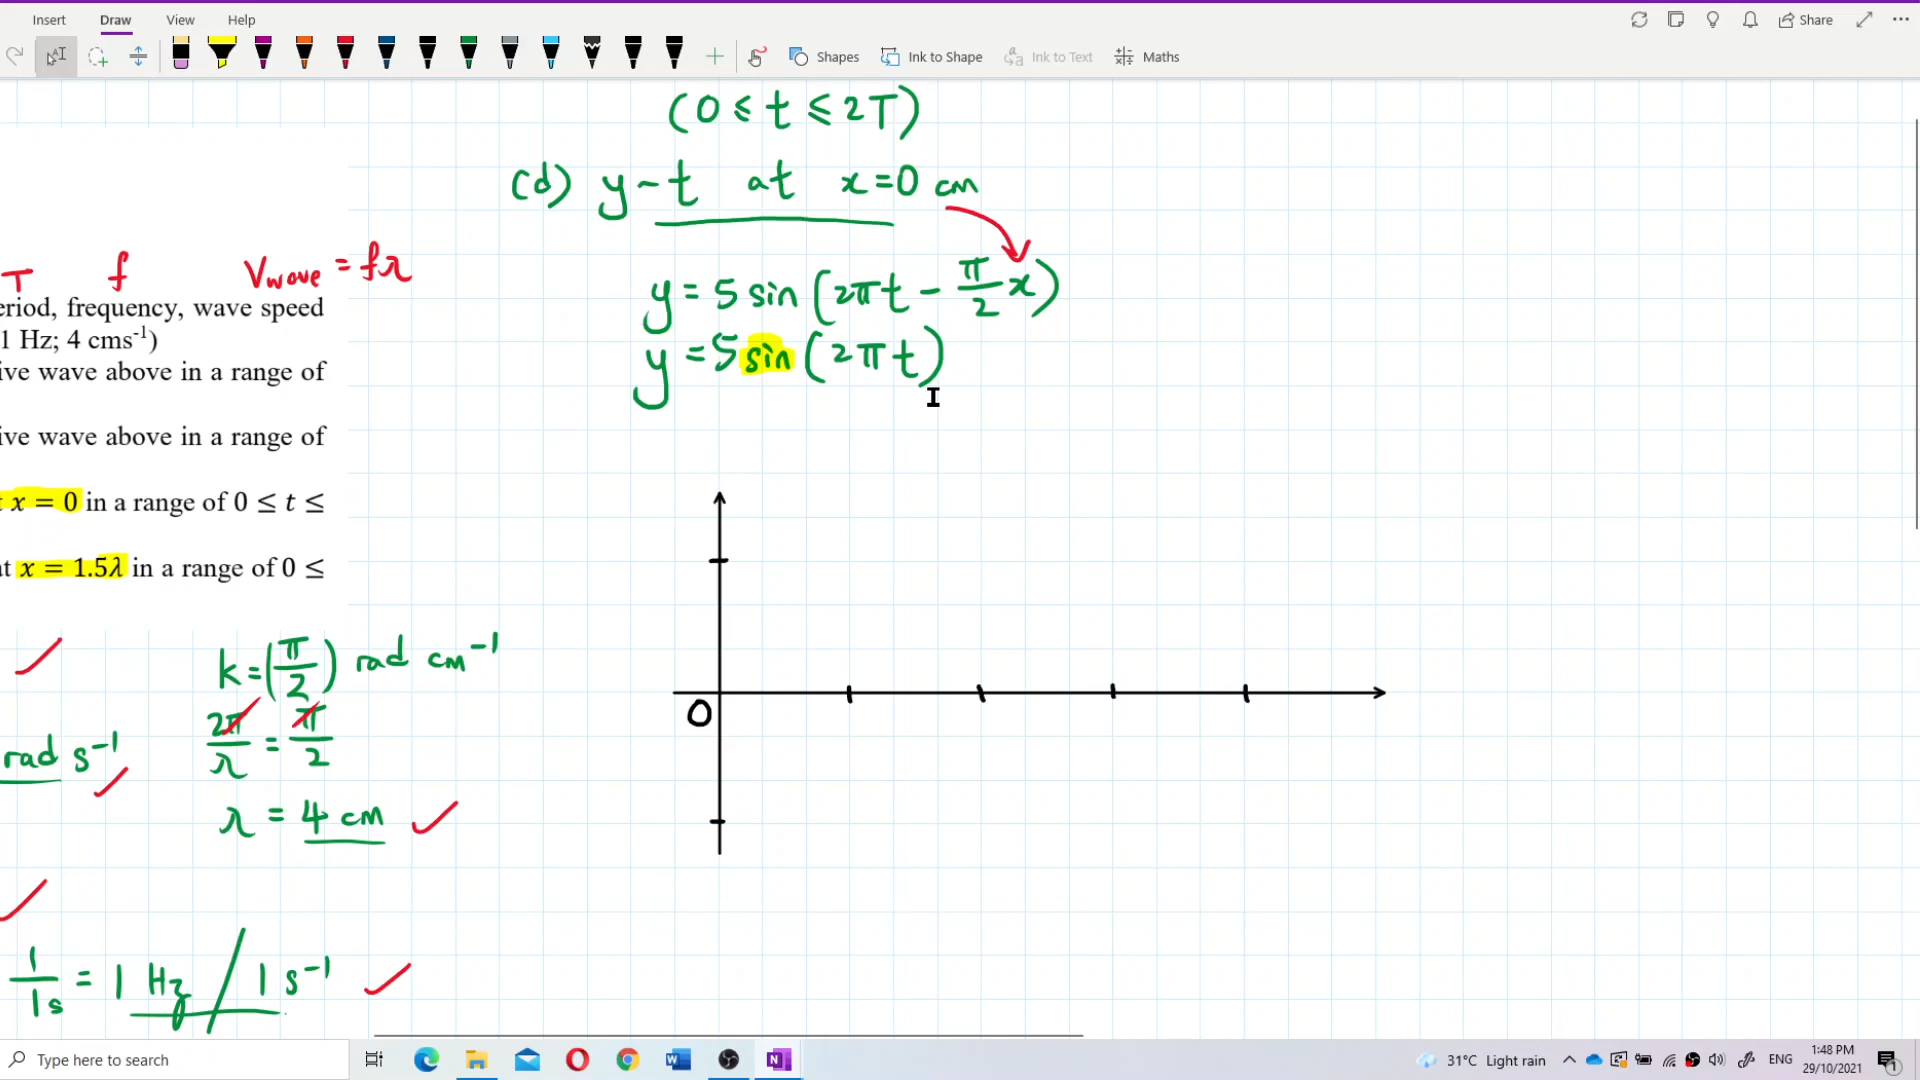 Insert Draw View Help
Share
Shapes Ink to Shape Ink to Text Maths
(0 ≤ t ≤ 2T)
(d) y ~ t at x = 0 cm
y = 5 sin (2πt - π/2 x)
y = 5 sin (2πt)
0
T f Vwave = fλ
eriod, frequency, wave speed
1 Hz; 4 cms⁻¹)
ive wave above in a range of
ive wave above in a range of
t x = 0 in a range of 0 ≤ t ≤
at x = 1.5λ in a range of 0 ≤
k = (π/2) rad cm⁻¹
rad s⁻¹
2π/λ = π/2
λ = 4 cm
1/1s = 1 Hz / 1 s⁻¹
Type here to search
31°C Light rain
ENG
1:48 PM
29/10/2021
1